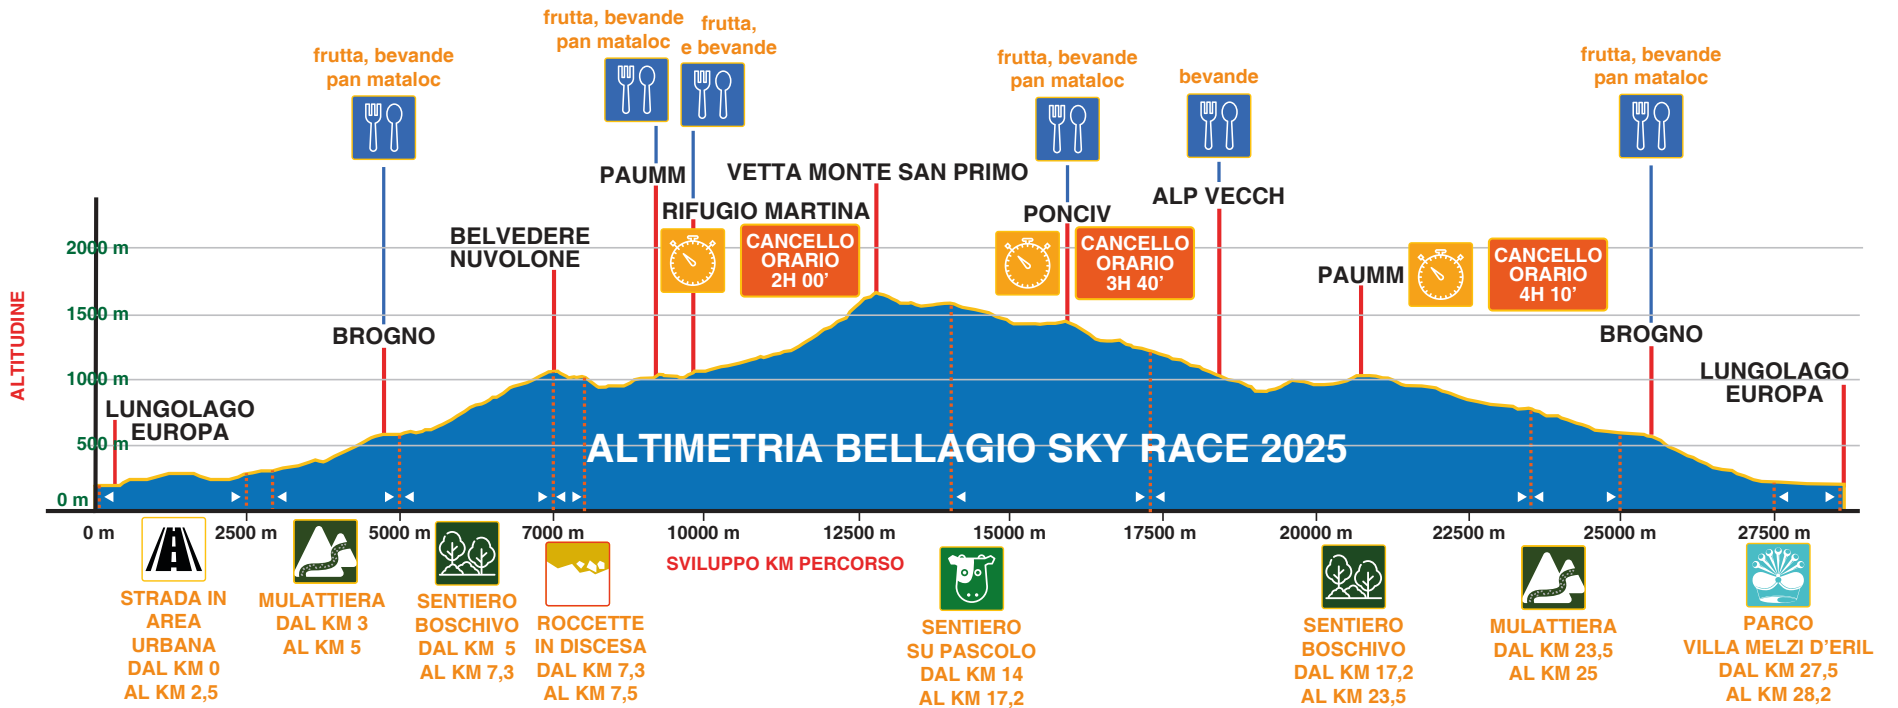 frutta, bevande
pan mataloc
frutta, bevande
pan mataloc
frutta,
e bevande
frutta, bevande
pan mataloc
bevande
frutta, bevande
pan mataloc
PAUMM
VETTA MONTE SAN PRIMO
ALP VECCH
RIFUGIO MARTINA
PONCIV
BELVEDERE
NUVOLONE
CANCELLO
ORARIO
2H 00’
CANCELLO
ORARIO
3H 40’
PAUMM
CANCELLO
ORARIO
4H 10’
BROGNO
BROGNO
LUNGOLAGO
EUROPA
LUNGOLAGO
EUROPA
ALTITUDINE
2000 m
1500 m
1000 m
500 m
0 m
ALTIMETRIA BELLAGIO SKY RACE 2025
0 m
2500 m
5000 m
7000 m
10000 m
12500 m
15000 m
17500 m
20000 m
22500 m
25000 m
27500 m
SVILUPPO KM PERCORSO
STRADA IN
AREA
URBANA
DAL KM 0
AL KM 2,5
MULATTIERA
DAL KM 3
AL KM 5
SENTIERO
BOSCHIVO
DAL KM 5
AL KM 7,3
ROCCETTE
IN DISCESA
DAL KM 7,3
AL KM 7,5
SENTIERO
SU PASCOLO
DAL KM 14
AL KM 17,2
SENTIERO
BOSCHIVO
DAL KM 17,2
AL KM 23,5
MULATTIERA
DAL KM 23,5
AL KM 25
PARCO
VILLA MELZI D’ERIL
DAL KM 27,5
AL KM 28,2